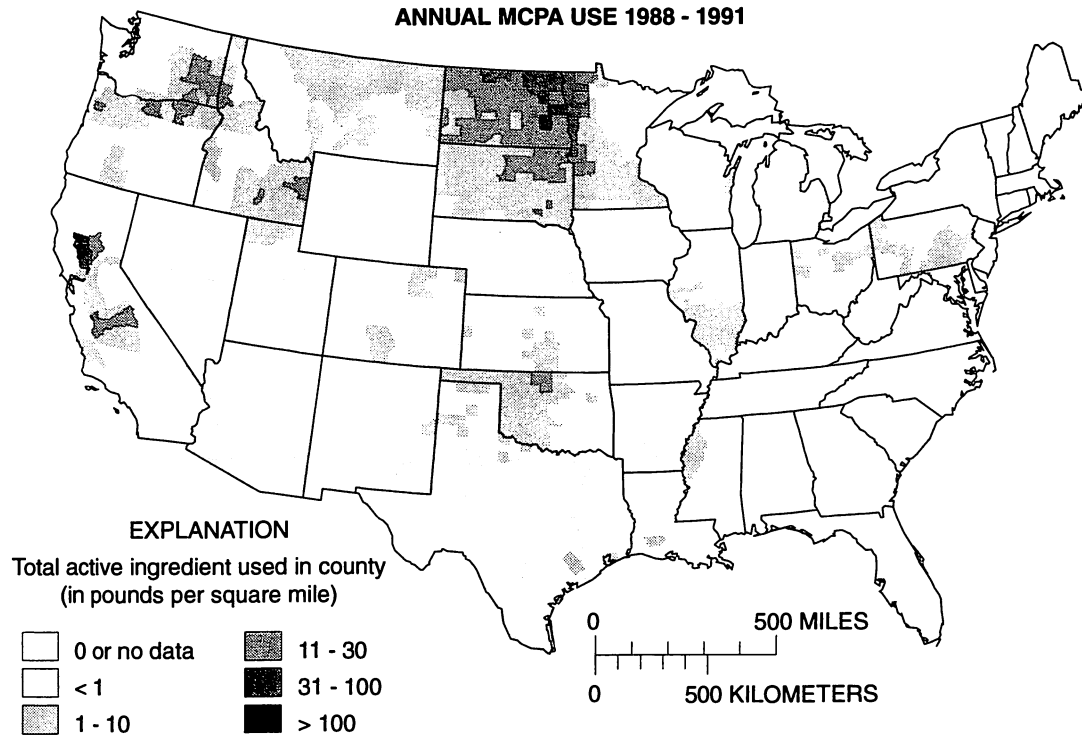 ANNUAL MCPA USE 1988 - 1991
EXPLANATION
Total active ingredient used in county
(in pounds per square mile)
0 or no data
< 1
1 - 10
11 - 30
31 - 100
> 100
0 500 MILES
0 500 KILOMETERS